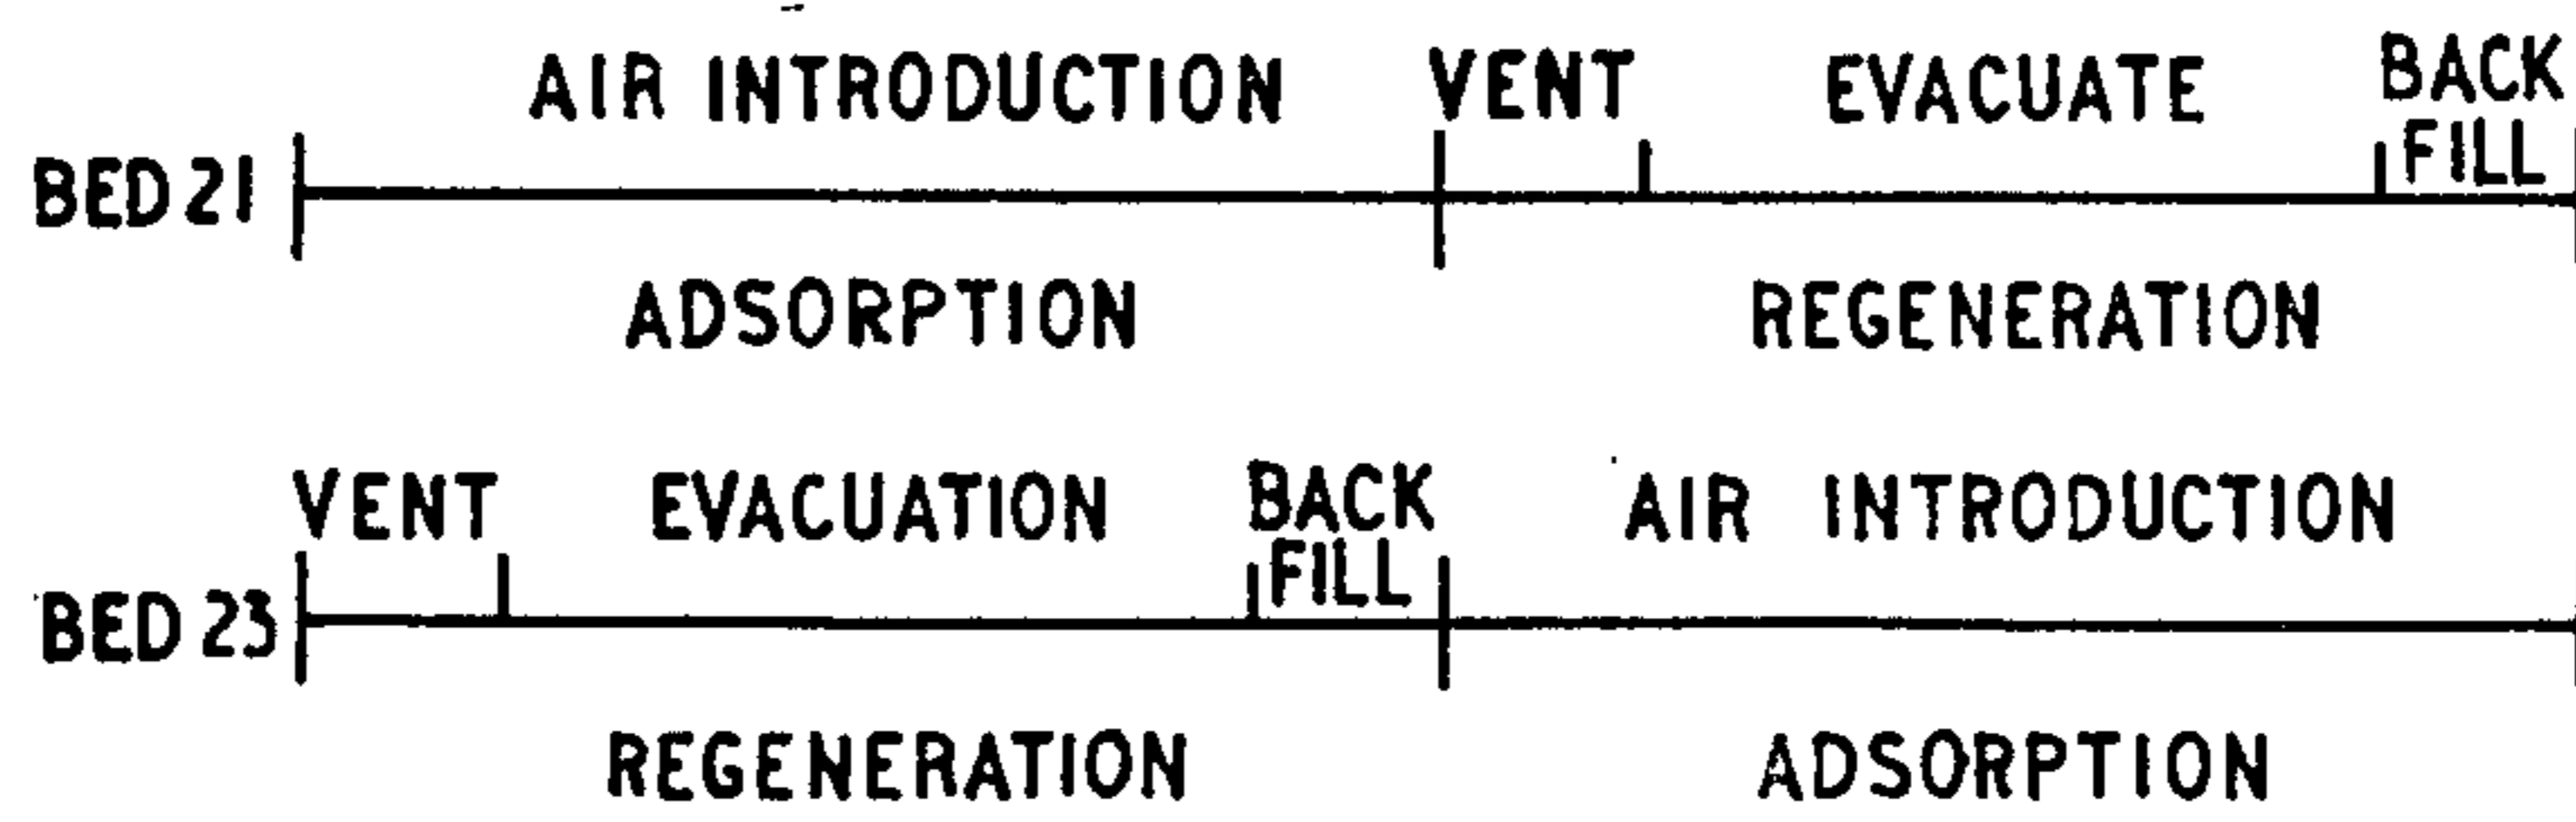 AIR INTRODUCTION VENT EVACUATE BACK FILL
BED 21
ADSORPTION REGENERATION
VENT EVACUATION BACK FILL AIR INTRODUCTION
BED 23
REGENERATION ADSORPTION